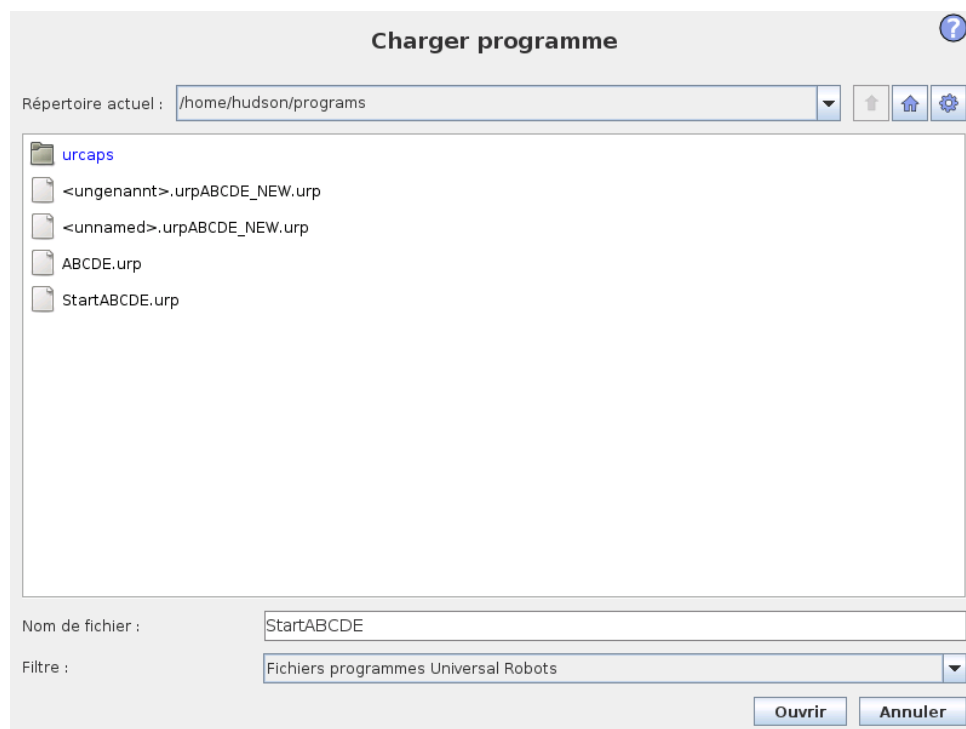 Charger programme
?
Répertoire actuel :
/home/hudson/programs
urcaps
<ungenannt>.urpABCDE_NEW.urp
<unnamed>.urpABCDE_NEW.urp
ABCDE.urp
StartABCDE.urp
Nom de fichier :
StartABCDE
Filtre :
Fichiers programmes Universal Robots
Ouvrir
Annuler